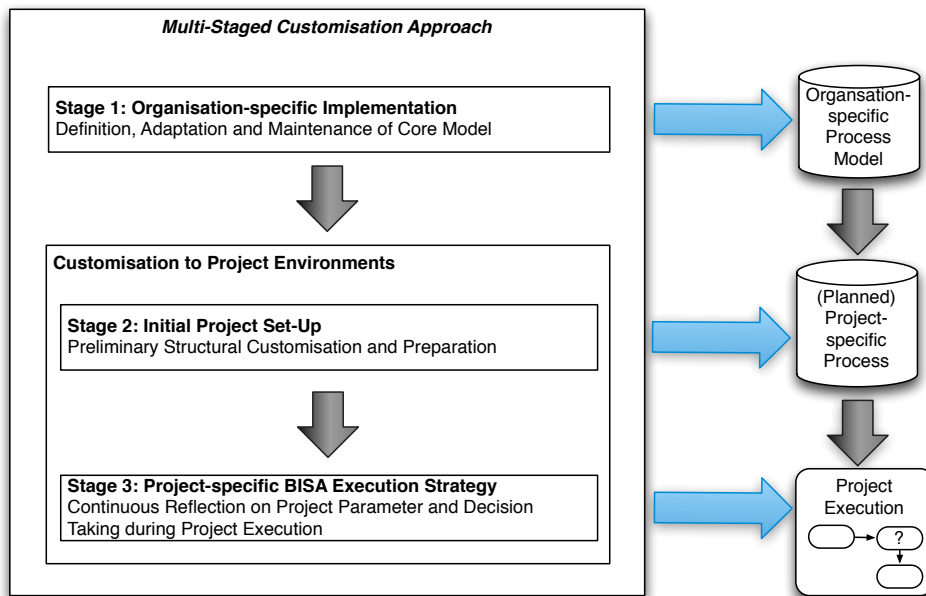 Multi-Staged Customisation Approach
Stage 1: Organisation-specific Implementation
Definition, Adaptation and Maintenance of Core Model
Organsation-
specific
Process
Model
Customisation to Project Environments
Stage 2: Initial Project Set-Up
Preliminary Structural Customisation and Preparation
(Planned)
Project-
specific
Process
Stage 3: Project-specific BISA Execution Strategy
Continuous Reflection on Project Parameter and Decision
Taking during Project Execution
Project
Execution
?